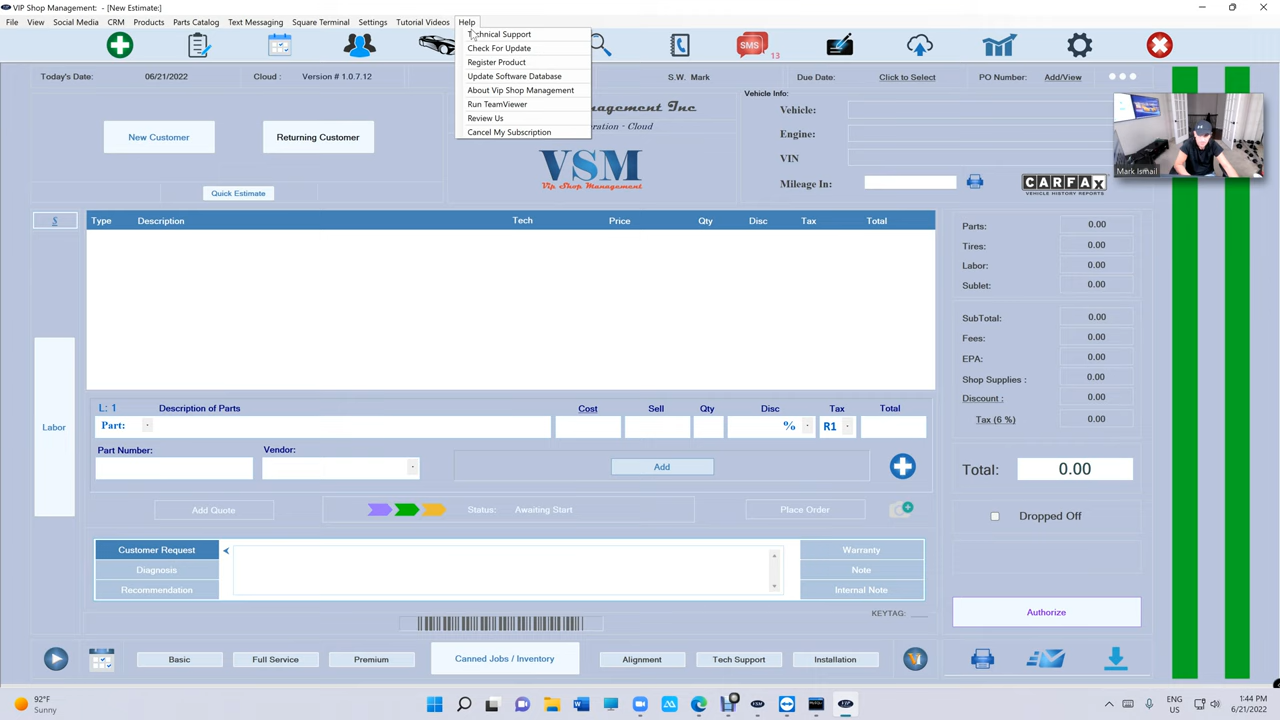 VIP Shop Management: - [New Estimate:]
File View Social Media CRM Products Parts Catalog Text Messaging Square Terminal Settings Tutorial Videos Help
Technical Support
Check For Update
Register Product
Update Software Database
About Vip Shop Management
Run TeamViewer
Review Us
Cancel My Subscription
SMS 13
Today's Date: 06/21/2022 Cloud : Version # 1.0.7.12 S.W. Mark Due Date: Click to Select PO Number: Add/View
Management Inc
- Cloud
VSM
Vip Shop Management
New Customer Returning Customer
Quick Estimate
Vehicle Info:
Vehicle:
Engine:
VIN
Mileage In:
CARFAX
VEHICLE HISTORY REPORTS
Mark Ismail
$ Type Description Tech Price Qty Disc Tax Total
Labor
L: 1 Description of Parts Cost Sell Qty Disc Tax Total
Part: % R1
Part Number: Vendor:
Add
Add Quote Status: Awaiting Start Place Order
Customer Request
Diagnosis
Recommendation
Warranty
Note
Internal Note
KEYTAG:
Parts: 0.00
Tires: 0.00
Labor: 0.00
Sublet: 0.00
SubTotal: 0.00
Fees: 0.00
EPA: 0.00
Shop Supplies : 0.00
Discount : 0.00
Tax (6 %) 0.00
Total: 0.00
Dropped Off
Authorize
Basic Full Service Premium Canned Jobs / Inventory Alignment Tech Support Installation
92°F
Sunny
ENG
US
1:44 PM
6/21/2022